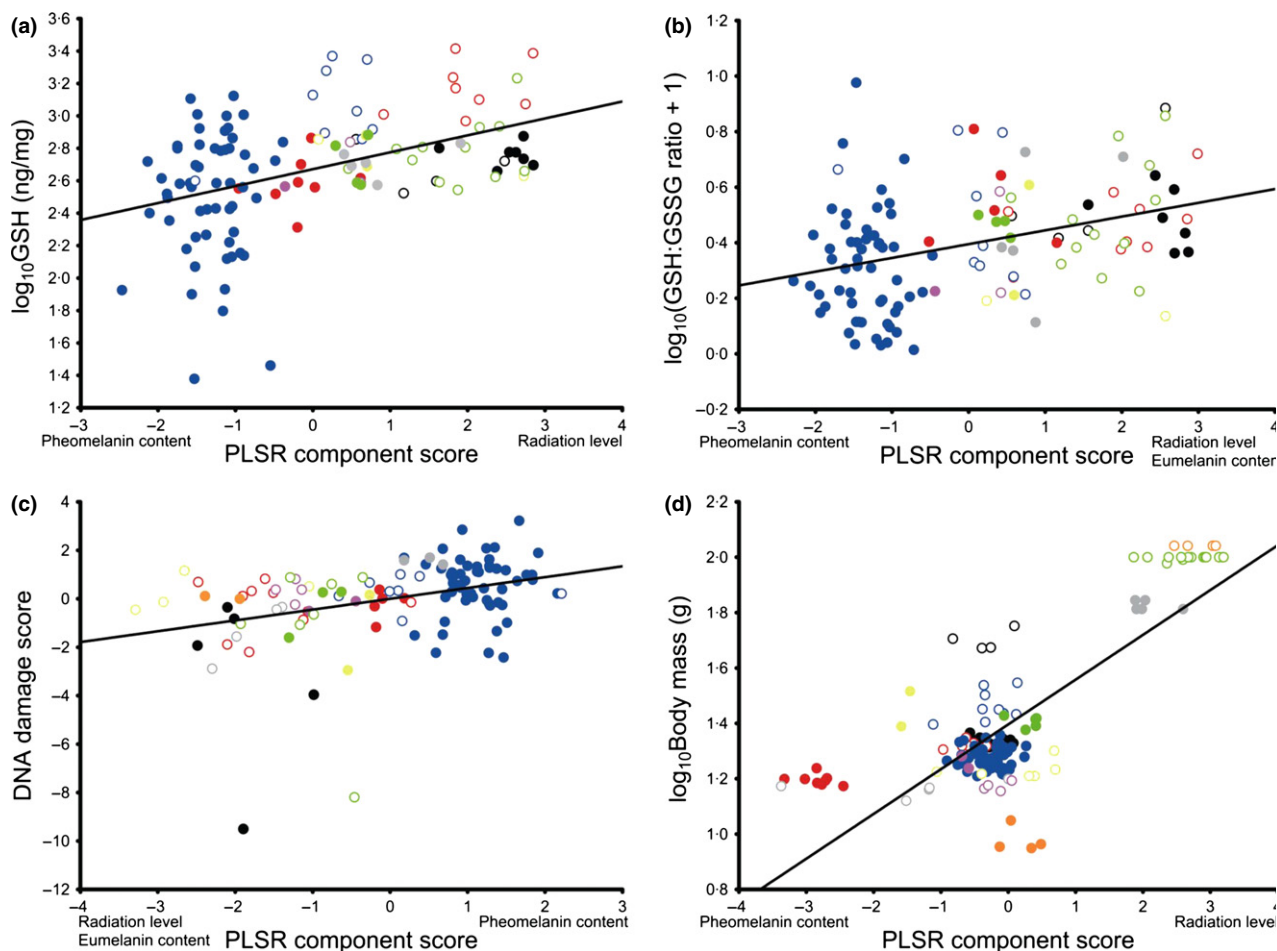 (a)
log₁₀GSH (ng/mg)
3·6
3·4
3·2
3·0
2·8
2·6
2·4
2·2
2·0
1·8
1·6
1·4
1·2
–3 –2 –1 0 1 2 3 4
Pheomelanin content Radiation level
PLSR component score
(b)
log₁₀(GSH:GSSG ratio + 1)
1·2
1·0
0·8
0·6
0·4
0·2
0·0
–0·2
–3 –2 –1 0 1 2 3 4
Pheomelanin content Radiation level
Eumelanin content
PLSR component score
(c)
DNA damage score
4
2
0
–2
–4
–6
–8
–10
–12
–4 –3 –2 –1 0 1 2 3
Radiation level Pheomelanin content
Eumelanin content
PLSR component score
(d)
log₁₀Body mass (g)
2·2
2·0
1·8
1·6
1·4
1·2
1·0
0·8
–4 –3 –2 –1 0 1 2 3 4
Pheomelanin content Radiation level
PLSR component score